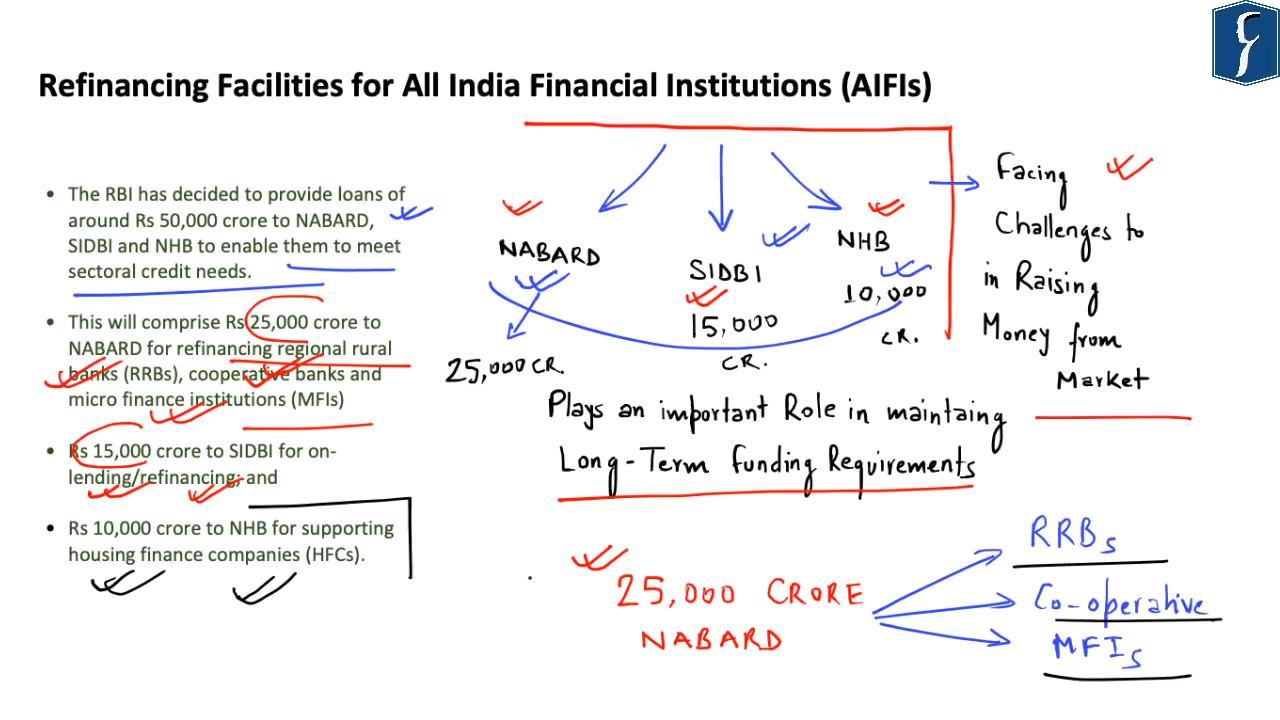 Refinancing Facilities for All India Financial Institutions (AIFIs)
• The RBI has decided to provide loans of
around Rs 50,000 crore to NABARD,
SIDBI and NHB to enable them to meet
sectoral credit needs.
• This will comprise Rs 25,000 crore to
NABARD for refinancing regional rural
banks (RRBs), cooperative banks and
micro finance institutions (MFIs)
• Rs 15,000 crore to SIDBI for on-
lending/refinancing; and
• Rs 10,000 crore to NHB for supporting
housing finance companies (HFCs).
NABARD
25,000 CR.
SIDBI
15,000
CR.
NHB
10,000
CR.
Facing
Challenges to
in Raising
Money from
Market
Plays an important Role in maintaing
Long-Term Funding Requirements
25,000 CRORE
NABARD
RRBs
Co-operative
MFIs